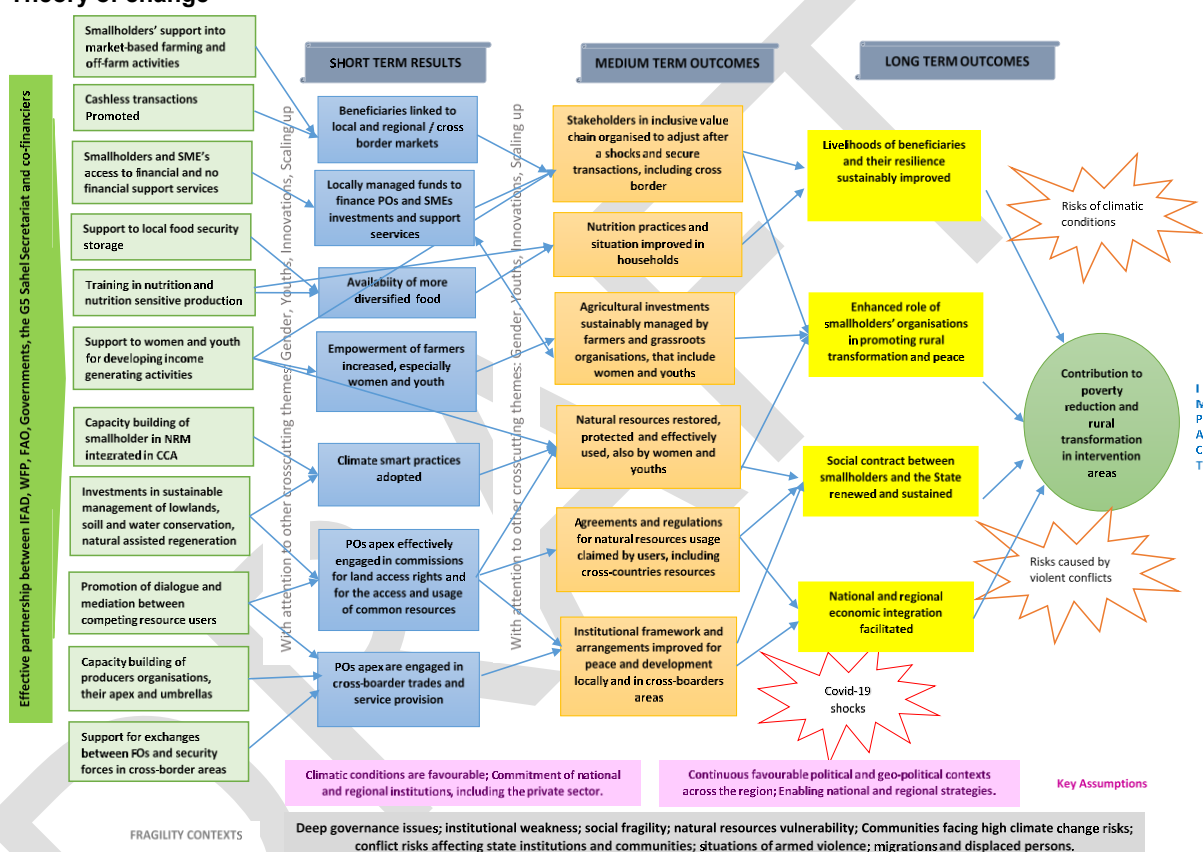 Theory of change
Effective partnership between IFAD, WFP, FAO, Governments, the G5 Sahel Secretariat and co-financiers
Smallholders' support into
market-based farming and
off-farm activities
Cashless transactions
Promoted
Smallholders and SME's
access to financial and no
financial support services
Support to local food security
storage
Training in nutrition and
nutrition sensitive production
Support to women and youth
for developing income
generating activities
Capacity building of
smallholder in NRM
integrated in CCA
Investments in sustainable
management of lowlands,
soill and water conservation,
natural assisted regeneration
Promotion of dialogue and
mediation between
competing resource users
Capacity building of
producers organisations,
their apex and umbrellas
Support for exchanges
between FOs and security
forces in cross-border areas
With attention to other crosscutting themes: Gender, Youths, Innovations, Scaling up
SHORT TERM RESULTS
Beneficiaries linked to
local and regional / cross
border markets
Locally managed funds to
finance POs and SMEs
investments and support
seervices
Availabiity of more
diversified food
Empowerment of farmers
increased, especially
women and youth
Climate smart practices
adopted
POs apex effectively
engaged in commissions
for land access rights and
for the access and usage
of common resources
POs apex are engaged in
cross-boarder trades and
service provision
With attention to other crosscutting themes: Gender, Youths, Innovations, Scaling up
MEDIUM TERM OUTCOMES
Stakeholders in inclusive value
chain organised to adjust after
a shocks and secure
transactions, including cross
border
Nutrition practices and
situation improved in
households
Agricultural investments
sustainably managed by
farmers and grassroots
organisations, that include
women and youths
Natural resources restored,
protected and effectively
used, also by women and
youths
Agreements and regulations
for natural resources usage
claimed by users, including
cross-countries resources
Institutional framework and
arrangements improved for
peace and development
locally and in cross-boarders
areas
LONG TERM OUTCOMES
Livelihoods of beneficiaries
and their resilience
sustainably improved
Enhanced role of
smallholders' organisations
in promoting rural
transformation and peace
Social contract between
smallholders and the State
renewed and sustained
National and regional
economic integration
facilitated
Risks of climatic
conditions
Contribution to
poverty
reduction and
rural
transformation
in intervention
areas
I
M
P
A
C
T
Risks caused by
violent conflicts
Covid-19
shocks
Climatic conditions are favourable; Commitment of national
and regional institutions, including the private sector.
Continuous favourable political and geo-political contexts
across the region; Enabling national and regional strategies.
Key Assumptions
FRAGILITY CONTEXTS
Deep governance issues; institutional weakness; social fragility; natural resources vulnerability; Communities facing high climate change risks;
conflict risks affecting state institutions and communities; situations of armed violence; migrations and displaced persons.
DRAFT